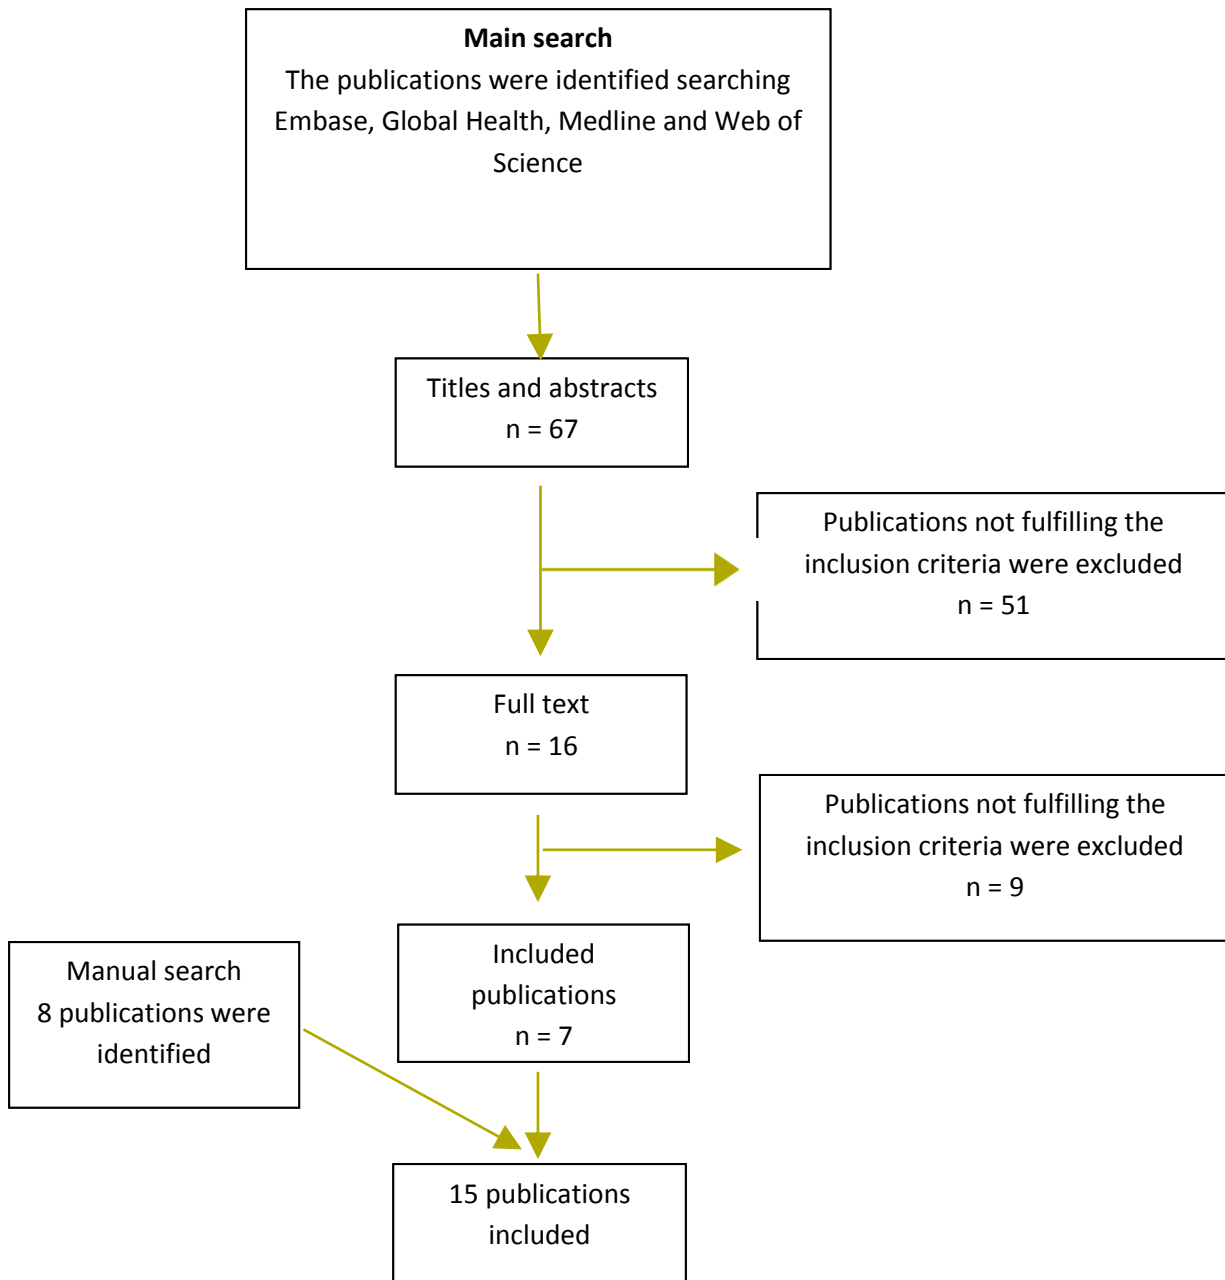 Main search
The publications were identified searching
Embase, Global Health, Medline and Web of
Science
Titles and abstracts
n = 67
Publications not fulfilling the
inclusion criteria were excluded
n = 51
Full text
n = 16
Publications not fulfilling the
inclusion criteria were excluded
n = 9
Included
publications
n = 7
Manual search
8 publications were
identified
15 publications
included